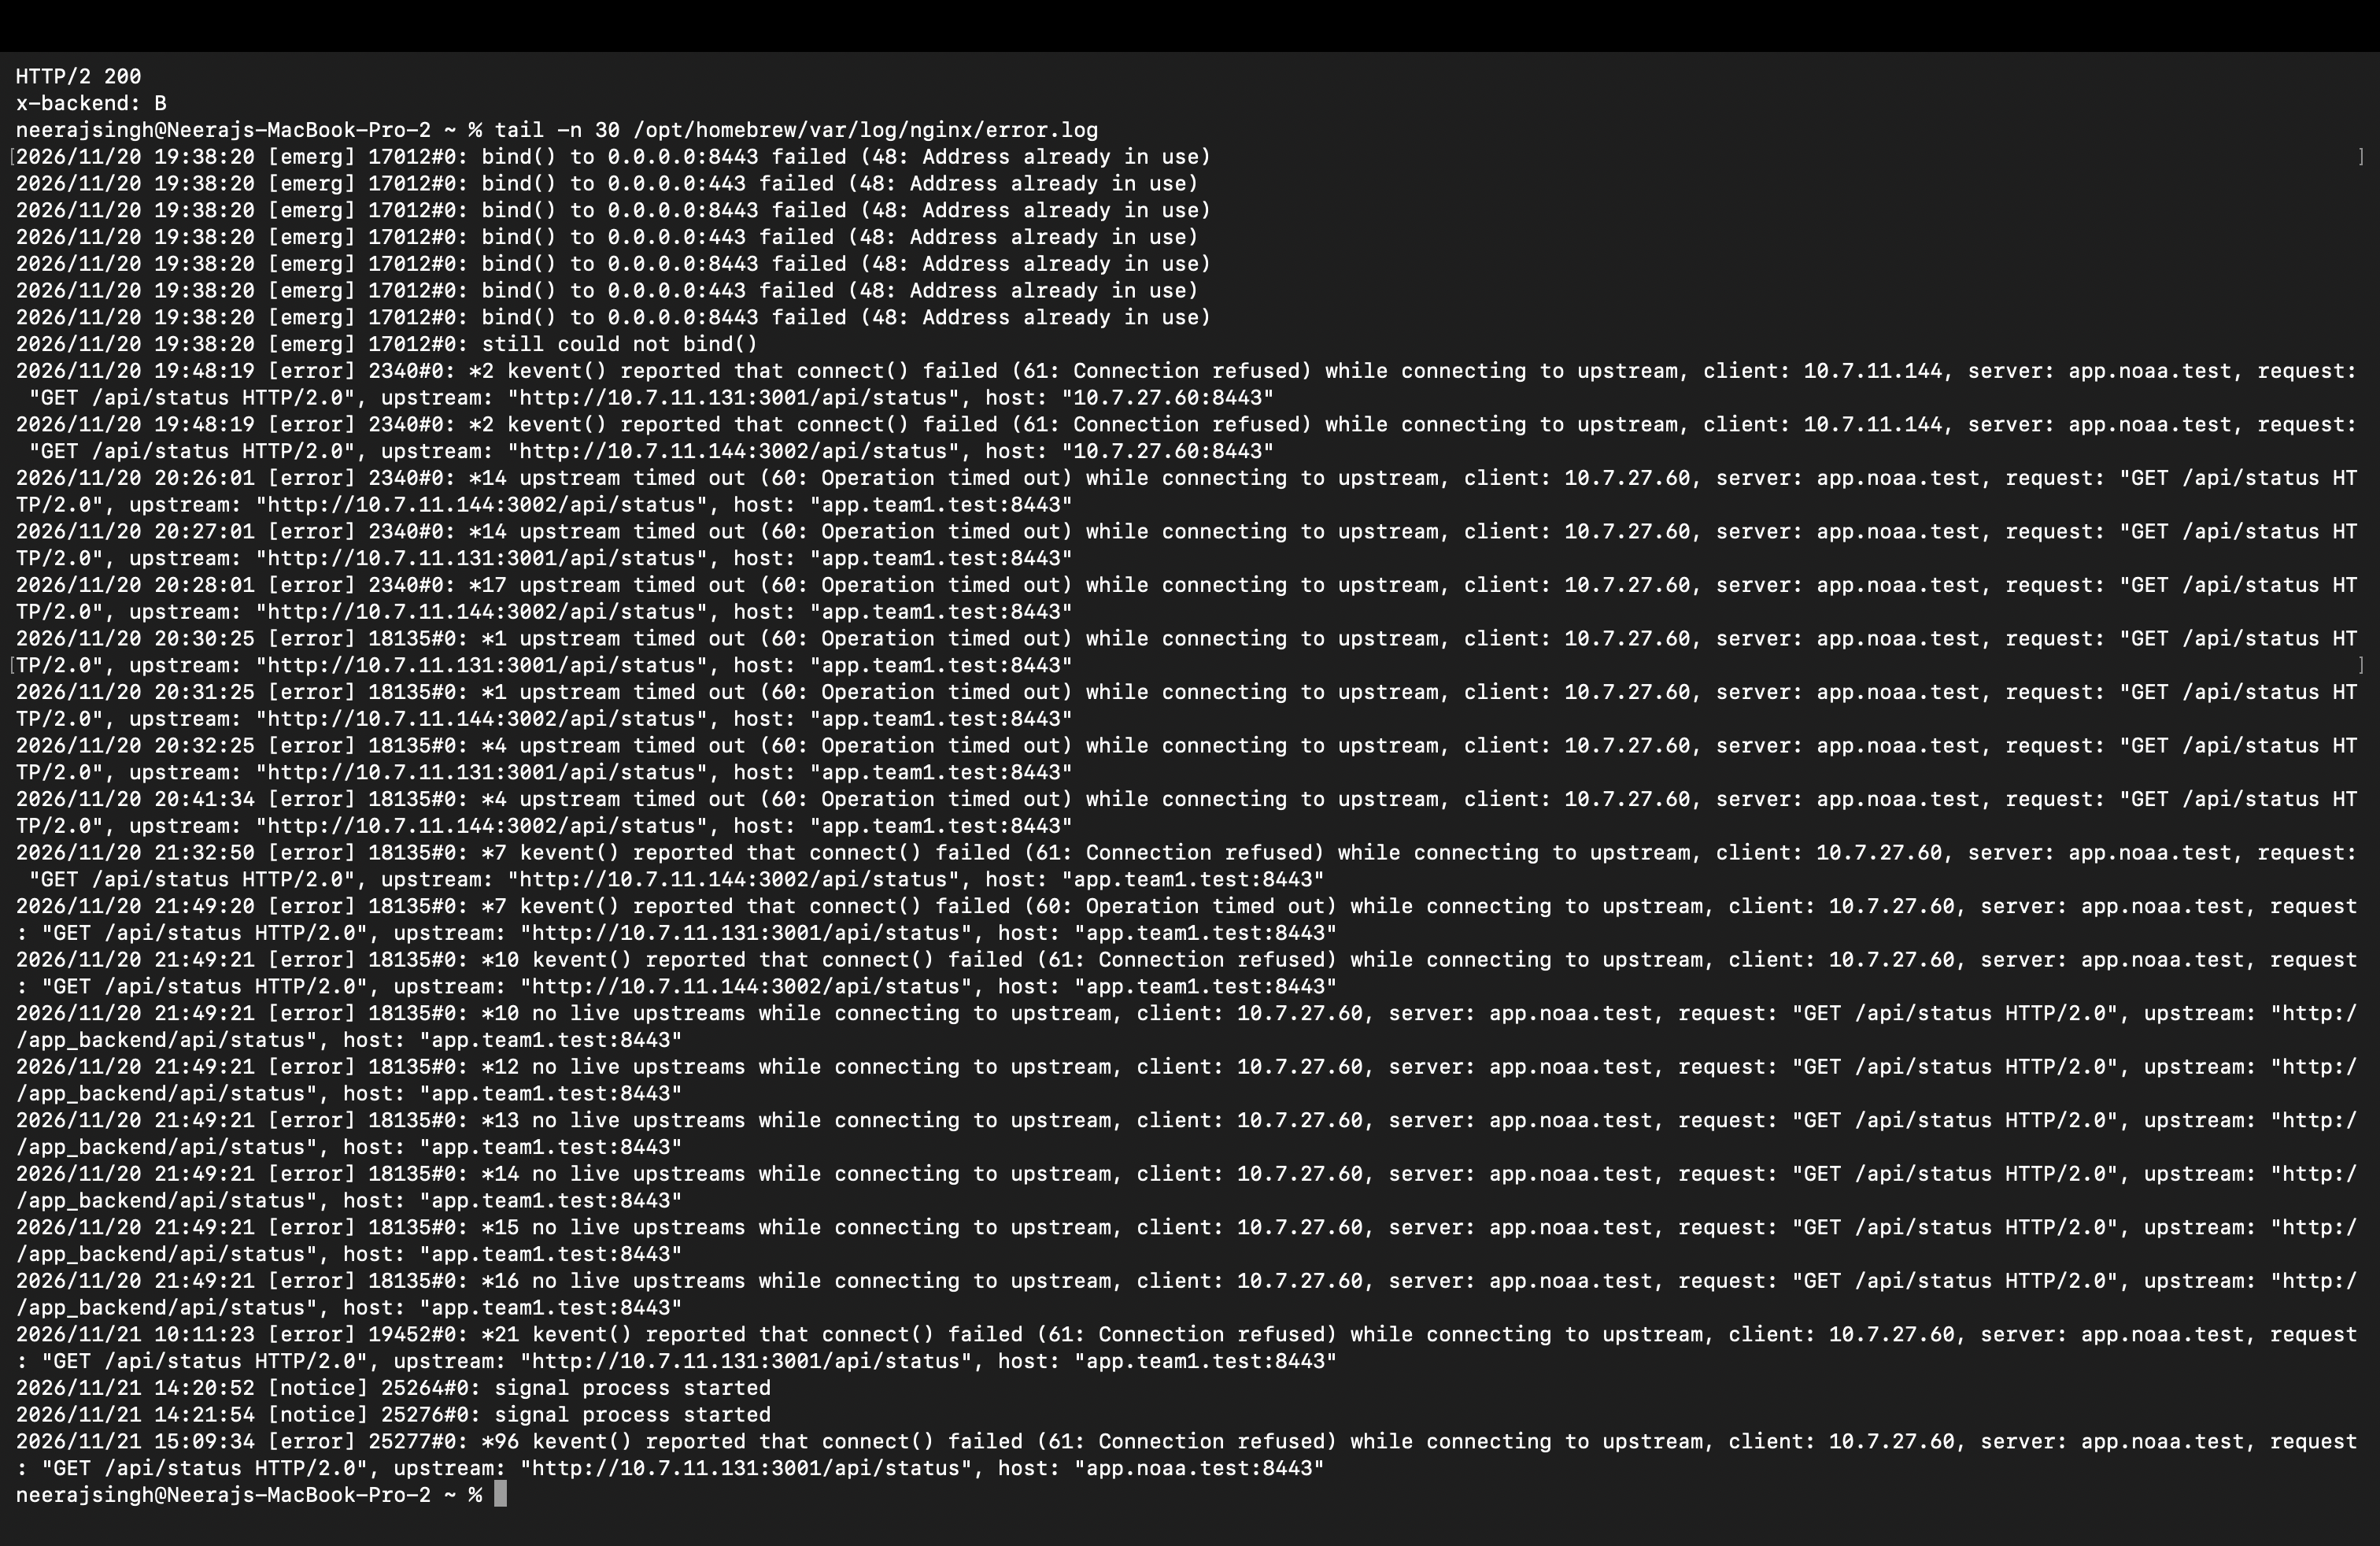 HTTP/2 200
x-backend: B
neerajsingh@Neerajs-MacBook-Pro-2 ~ % tail -n 30 /opt/homebrew/var/log/nginx/error.log
[2026/11/20 19:38:20 [emerg] 17012#0: bind() to 0.0.0.0:8443 failed (48: Address already in use) ]
2026/11/20 19:38:20 [emerg] 17012#0: bind() to 0.0.0.0:443 failed (48: Address already in use)
2026/11/20 19:38:20 [emerg] 17012#0: bind() to 0.0.0.0:8443 failed (48: Address already in use)
2026/11/20 19:38:20 [emerg] 17012#0: bind() to 0.0.0.0:443 failed (48: Address already in use)
2026/11/20 19:38:20 [emerg] 17012#0: bind() to 0.0.0.0:8443 failed (48: Address already in use)
2026/11/20 19:38:20 [emerg] 17012#0: bind() to 0.0.0.0:443 failed (48: Address already in use)
2026/11/20 19:38:20 [emerg] 17012#0: bind() to 0.0.0.0:8443 failed (48: Address already in use)
2026/11/20 19:38:20 [emerg] 17012#0: still could not bind()
2026/11/20 19:48:19 [error] 2340#0: *2 kevent() reported that connect() failed (61: Connection refused) while connecting to upstream, client: 10.7.11.144, server: app.noaa.test, request:
 "GET /api/status HTTP/2.0", upstream: "http://10.7.11.131:3001/api/status", host: "10.7.27.60:8443"
2026/11/20 19:48:19 [error] 2340#0: *2 kevent() reported that connect() failed (61: Connection refused) while connecting to upstream, client: 10.7.11.144, server: app.noaa.test, request:
 "GET /api/status HTTP/2.0", upstream: "http://10.7.11.144:3002/api/status", host: "10.7.27.60:8443"
2026/11/20 20:26:01 [error] 2340#0: *14 upstream timed out (60: Operation timed out) while connecting to upstream, client: 10.7.27.60, server: app.noaa.test, request: "GET /api/status HT
TP/2.0", upstream: "http://10.7.11.144:3002/api/status", host: "app.team1.test:8443"
2026/11/20 20:27:01 [error] 2340#0: *14 upstream timed out (60: Operation timed out) while connecting to upstream, client: 10.7.27.60, server: app.noaa.test, request: "GET /api/status HT
TP/2.0", upstream: "http://10.7.11.131:3001/api/status", host: "app.team1.test:8443"
2026/11/20 20:28:01 [error] 2340#0: *17 upstream timed out (60: Operation timed out) while connecting to upstream, client: 10.7.27.60, server: app.noaa.test, request: "GET /api/status HT
TP/2.0", upstream: "http://10.7.11.144:3002/api/status", host: "app.team1.test:8443"
2026/11/20 20:30:25 [error] 18135#0: *1 upstream timed out (60: Operation timed out) while connecting to upstream, client: 10.7.27.60, server: app.noaa.test, request: "GET /api/status HT
[TP/2.0", upstream: "http://10.7.11.131:3001/api/status", host: "app.team1.test:8443" ]
2026/11/20 20:31:25 [error] 18135#0: *1 upstream timed out (60: Operation timed out) while connecting to upstream, client: 10.7.27.60, server: app.noaa.test, request: "GET /api/status HT
TP/2.0", upstream: "http://10.7.11.144:3002/api/status", host: "app.team1.test:8443"
2026/11/20 20:32:25 [error] 18135#0: *4 upstream timed out (60: Operation timed out) while connecting to upstream, client: 10.7.27.60, server: app.noaa.test, request: "GET /api/status HT
TP/2.0", upstream: "http://10.7.11.131:3001/api/status", host: "app.team1.test:8443"
2026/11/20 20:41:34 [error] 18135#0: *4 upstream timed out (60: Operation timed out) while connecting to upstream, client: 10.7.27.60, server: app.noaa.test, request: "GET /api/status HT
TP/2.0", upstream: "http://10.7.11.144:3002/api/status", host: "app.team1.test:8443"
2026/11/20 21:32:50 [error] 18135#0: *7 kevent() reported that connect() failed (61: Connection refused) while connecting to upstream, client: 10.7.27.60, server: app.noaa.test, request:
 "GET /api/status HTTP/2.0", upstream: "http://10.7.11.144:3002/api/status", host: "app.team1.test:8443"
2026/11/20 21:49:20 [error] 18135#0: *7 kevent() reported that connect() failed (60: Operation timed out) while connecting to upstream, client: 10.7.27.60, server: app.noaa.test, request
: "GET /api/status HTTP/2.0", upstream: "http://10.7.11.131:3001/api/status", host: "app.team1.test:8443"
2026/11/20 21:49:21 [error] 18135#0: *10 kevent() reported that connect() failed (61: Connection refused) while connecting to upstream, client: 10.7.27.60, server: app.noaa.test, request
: "GET /api/status HTTP/2.0", upstream: "http://10.7.11.144:3002/api/status", host: "app.team1.test:8443"
2026/11/20 21:49:21 [error] 18135#0: *10 no live upstreams while connecting to upstream, client: 10.7.27.60, server: app.noaa.test, request: "GET /api/status HTTP/2.0", upstream: "http:/
/app_backend/api/status", host: "app.team1.test:8443"
2026/11/20 21:49:21 [error] 18135#0: *12 no live upstreams while connecting to upstream, client: 10.7.27.60, server: app.noaa.test, request: "GET /api/status HTTP/2.0", upstream: "http:/
/app_backend/api/status", host: "app.team1.test:8443"
2026/11/20 21:49:21 [error] 18135#0: *13 no live upstreams while connecting to upstream, client: 10.7.27.60, server: app.noaa.test, request: "GET /api/status HTTP/2.0", upstream: "http:/
/app_backend/api/status", host: "app.team1.test:8443"
2026/11/20 21:49:21 [error] 18135#0: *14 no live upstreams while connecting to upstream, client: 10.7.27.60, server: app.noaa.test, request: "GET /api/status HTTP/2.0", upstream: "http:/
/app_backend/api/status", host: "app.team1.test:8443"
2026/11/20 21:49:21 [error] 18135#0: *15 no live upstreams while connecting to upstream, client: 10.7.27.60, server: app.noaa.test, request: "GET /api/status HTTP/2.0", upstream: "http:/
/app_backend/api/status", host: "app.team1.test:8443"
2026/11/20 21:49:21 [error] 18135#0: *16 no live upstreams while connecting to upstream, client: 10.7.27.60, server: app.noaa.test, request: "GET /api/status HTTP/2.0", upstream: "http:/
/app_backend/api/status", host: "app.team1.test:8443"
2026/11/21 10:11:23 [error] 19452#0: *21 kevent() reported that connect() failed (61: Connection refused) while connecting to upstream, client: 10.7.27.60, server: app.noaa.test, request
: "GET /api/status HTTP/2.0", upstream: "http://10.7.11.131:3001/api/status", host: "app.team1.test:8443"
2026/11/21 14:20:52 [notice] 25264#0: signal process started
2026/11/21 14:21:54 [notice] 25276#0: signal process started
2026/11/21 15:09:34 [error] 25277#0: *96 kevent() reported that connect() failed (61: Connection refused) while connecting to upstream, client: 10.7.27.60, server: app.noaa.test, request
: "GET /api/status HTTP/2.0", upstream: "http://10.7.11.131:3001/api/status", host: "app.noaa.test:8443"
neerajsingh@Neerajs-MacBook-Pro-2 ~ %